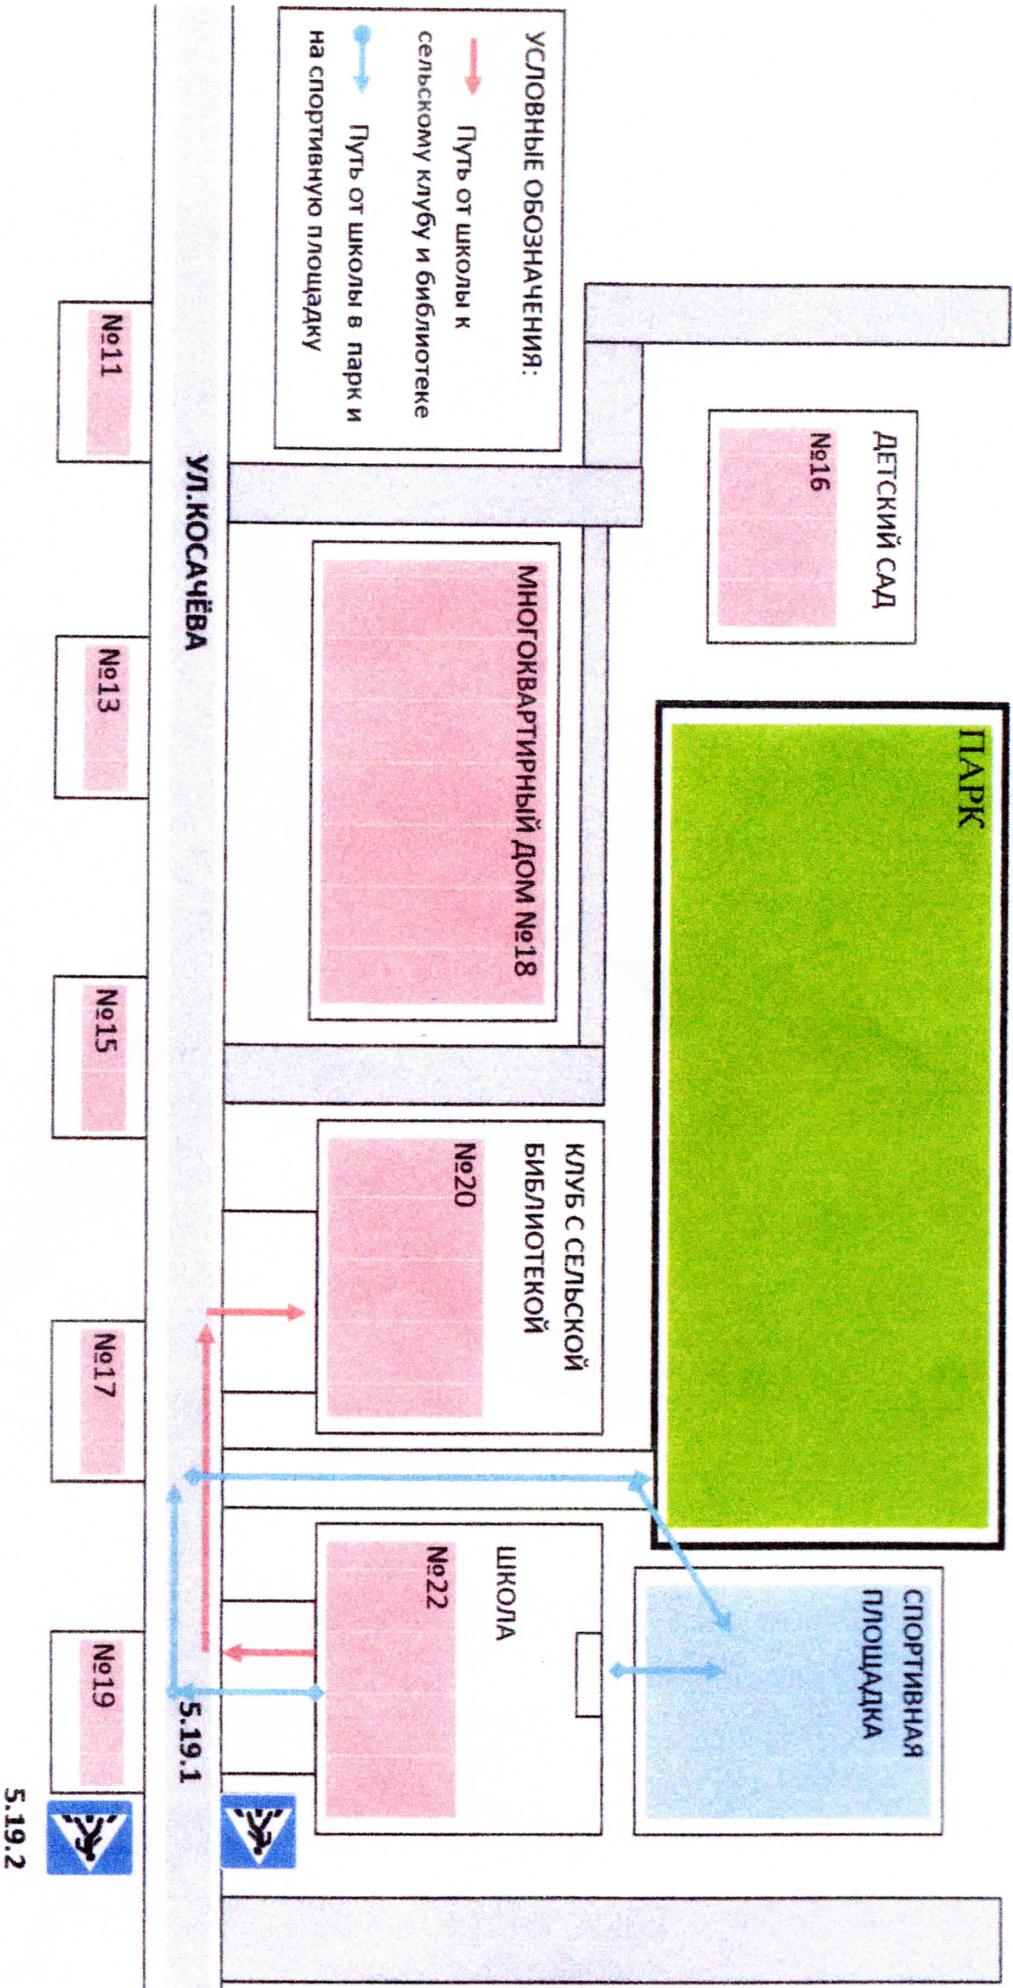 ПАРК
СПОРТИВНАЯ
ПЛОЩАДКА
ДЕТСКИЙ САД
№16
УСЛОВНЫЕ ОБОЗНАЧЕНИЯ:
Путь от школы к
сельскому клубу и библиотеке
Путь от школы в парк и
на спортивную площадку
МНОГОКВАРТИРНЫЙ ДОМ №18
КЛУБ С СЕЛЬСКОЙ
БИБЛИОТЕКОЙ
№20
ШКОЛА
№22
УЛ.КОСАЧЁВА
5.19.1
№11
№13
№15
№17
№19
5.19.2